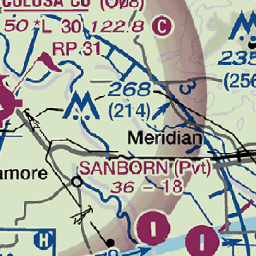 COLUSA CO (O08)
50 *L 30 122.8 C
RP 31
235
(256
268
(214)
3
Meridian
SANBORN (Pvt)
amore
36 - 18
H
I
I